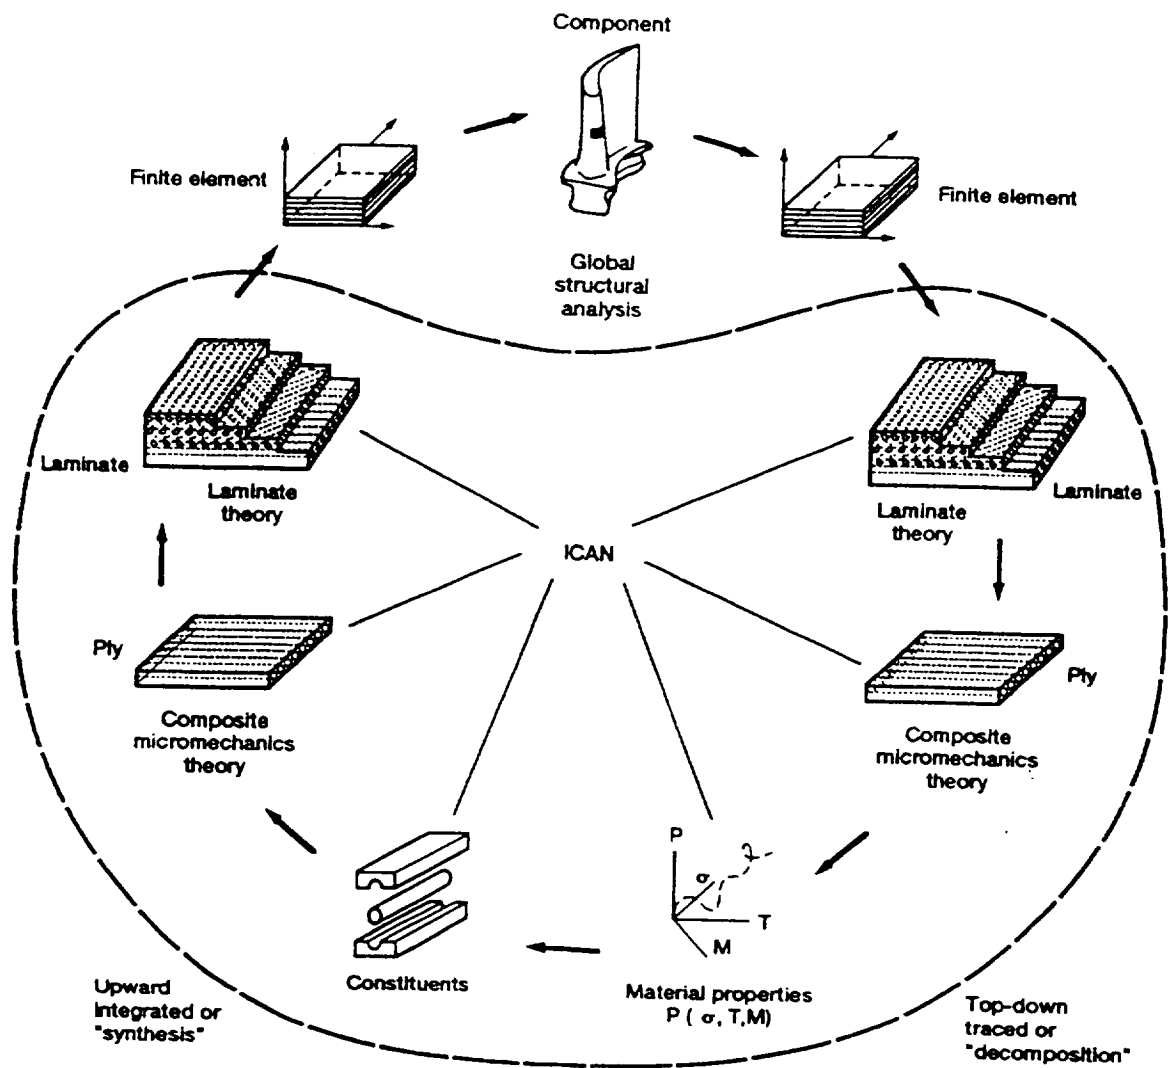 Component
Finite element
Finite element
Global
structural
analysis
Laminate
Laminate
theory
Laminate
Laminate
theory
ICAN
Ply
Composite
micromechanics
theory
Ply
Composite
micromechanics
theory
P
σ
T
M
Constituents
Material properties
P ( σ, T,M)
Upward
integrated or
"synthesis"
Top-down
traced or
"decomposition"